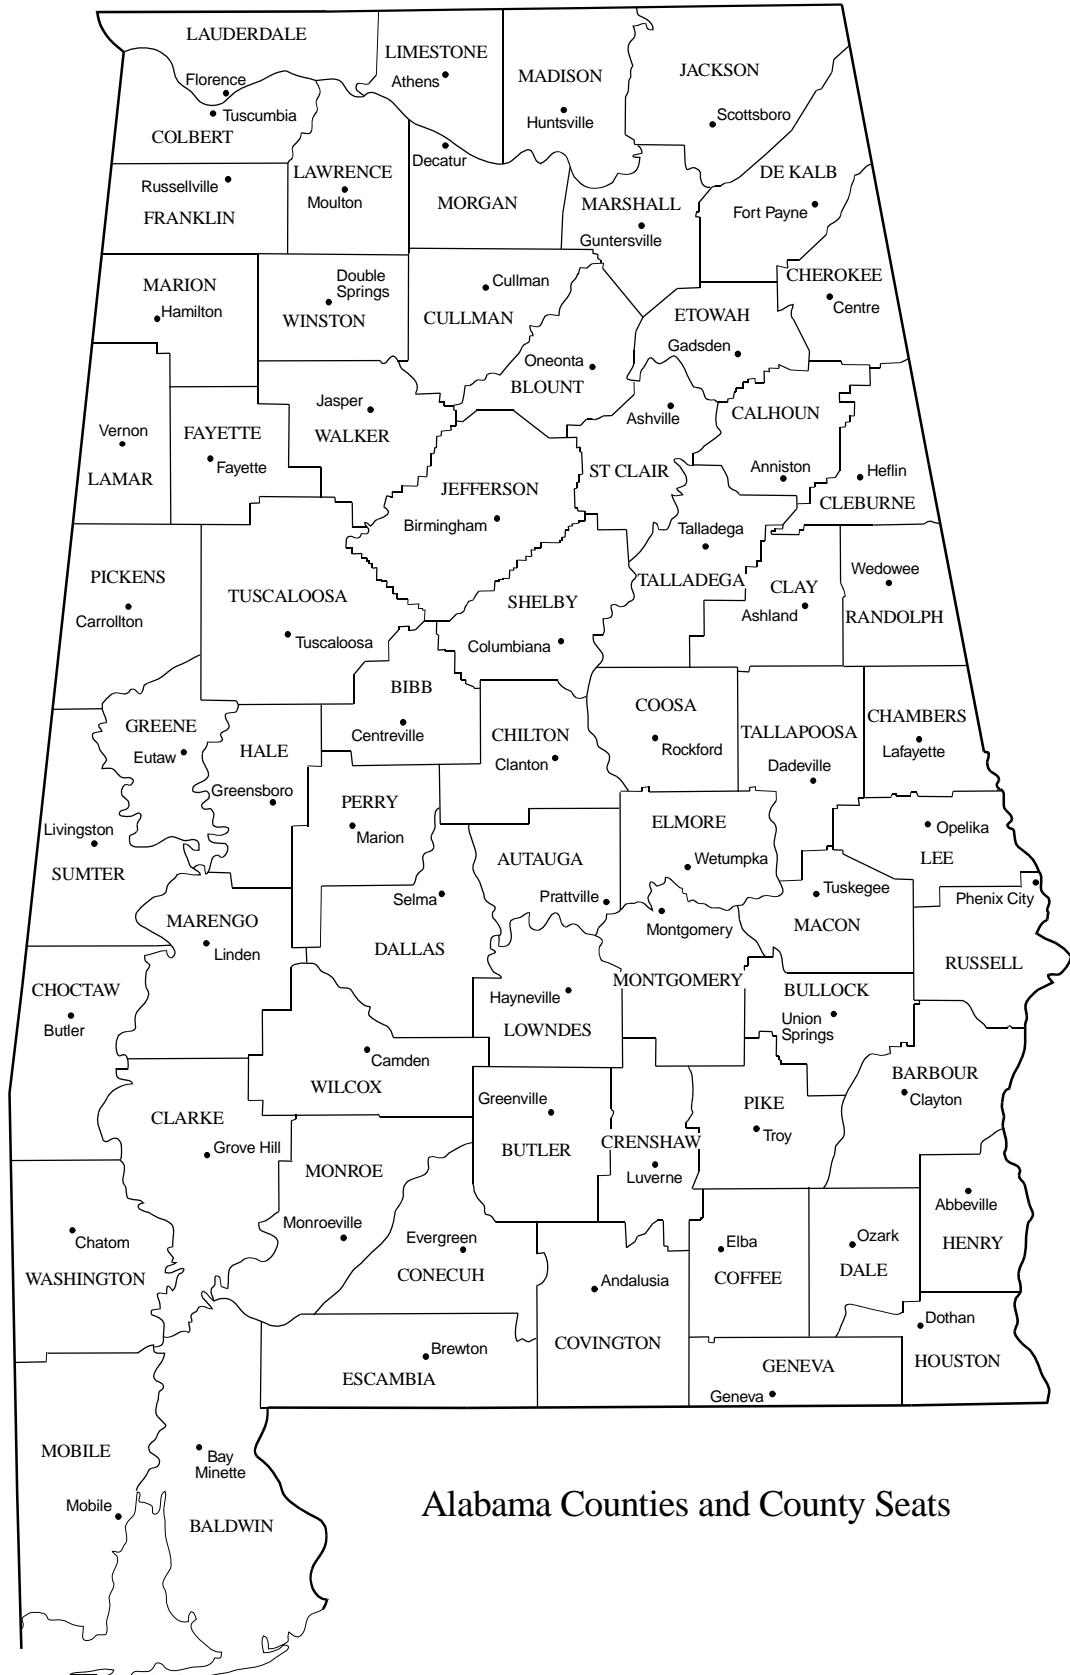 LAUDERDALE
LIMESTONE
MADISON
JACKSON
Athens
Florence
Huntsville
Scottsboro
Tuscumbia
COLBERT
Decatur
LAWRENCE
DE KALB
Russellville
Moulton
MORGAN
MARSHALL
Fort Payne
FRANKLIN
Guntersville
MARION
Double
Springs
Cullman
CHEROKEE
Hamilton
WINSTON
CULLMAN
ETOWAH
Centre
Gadsden
Oneonta
BLOUNT
Jasper
Ashville
CALHOUN
Vernon
FAYETTE
WALKER
Fayette
LAMAR
ST CLAIR
Anniston
Heflin
JEFFERSON
CLEBURNE
Birmingham
Talladega
PICKENS
TALLADEGA
CLAY
Wedowee
TUSCALOOSA
SHELBY
Carrollton
Ashland
RANDOLPH
Tuscaloosa
Columbiana
BIBB
COOSA
GREENE
Centreville
CHILTON
Rockford
TALLAPOOSA
CHAMBERS
Eutaw
HALE
Clanton
Dadeville
Lafayette
Greensboro
PERRY
ELMORE
Livingston
Marion
Opelika
SUMTER
AUTAUGA
Wetumpka
LEE
Selma
Prattville
Tuskegee
Phenix City
MARENGO
Montgomery
MACON
Linden
DALLAS
RUSSELL
CHOCTAW
Hayneville
MONTGOMERY
BULLOCK
Butler
LOWNDES
Union
Springs
Camden
WILCOX
BARBOUR
CLARKE
Greenville
PIKE
Clayton
Grove Hill
BUTLER
CRENSHAW
Troy
MONROE
Luverne
Monroeville
Evergreen
Abbeville
Chatom
Elba
Ozark
HENRY
WASHINGTON
CONECUH
Andalusia
COFFEE
DALE
Dothan
Brewton
COVINGTON
HOUSTON
ESCAMBIA
GENEVA
Geneva
MOBILE
Bay
Minette
Mobile
BALDWIN
Alabama Counties and County Seats